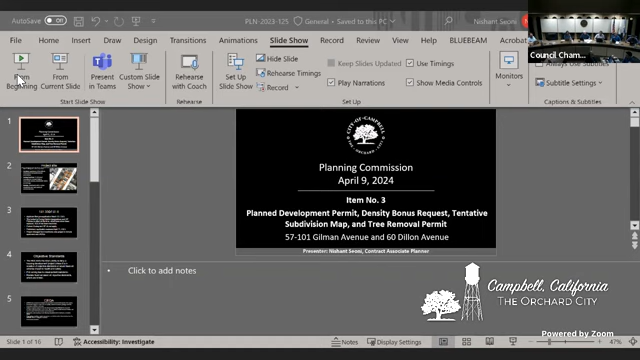 AutoSave Off
PLN-2023-125
General • Saved to this PC
Nishant Seoni
File Home Insert Draw Design Transitions Animations Slide Show Record Review View Help BLUEBEAM Acrobat
Council Cham...
From Beginning
From Current Slide
Present in Teams
Custom Slide Show
Rehearse with Coach
Set Up Slide Show
Hide Slide
Rehearse Timings
Record
Keep Slides Updated
Use Timings
Play Narrations
Show Media Controls
Monitors
Always Use Subtitles
Subtitle Settings
Start Slide Show
Rehearse
Set Up
Captions & Subtitles
1
2
3
4
5
CITY OF CAMPBELL
Planning Commission
April 9, 2024
Item No. 3
Planned Development Permit, Density Bonus Request, Tentative
Subdivision Map, and Tree Removal Permit
57-101 Gilman Avenue and 60 Dillon Avenue
Presenter: Nishant Seoni, Contract Associate Planner
Click to add notes
Campbell, California
THE ORCHARD CITY
Powered by Zoom
Slide 1 of 16
Accessibility: Investigate
Notes
Display Settings
47%